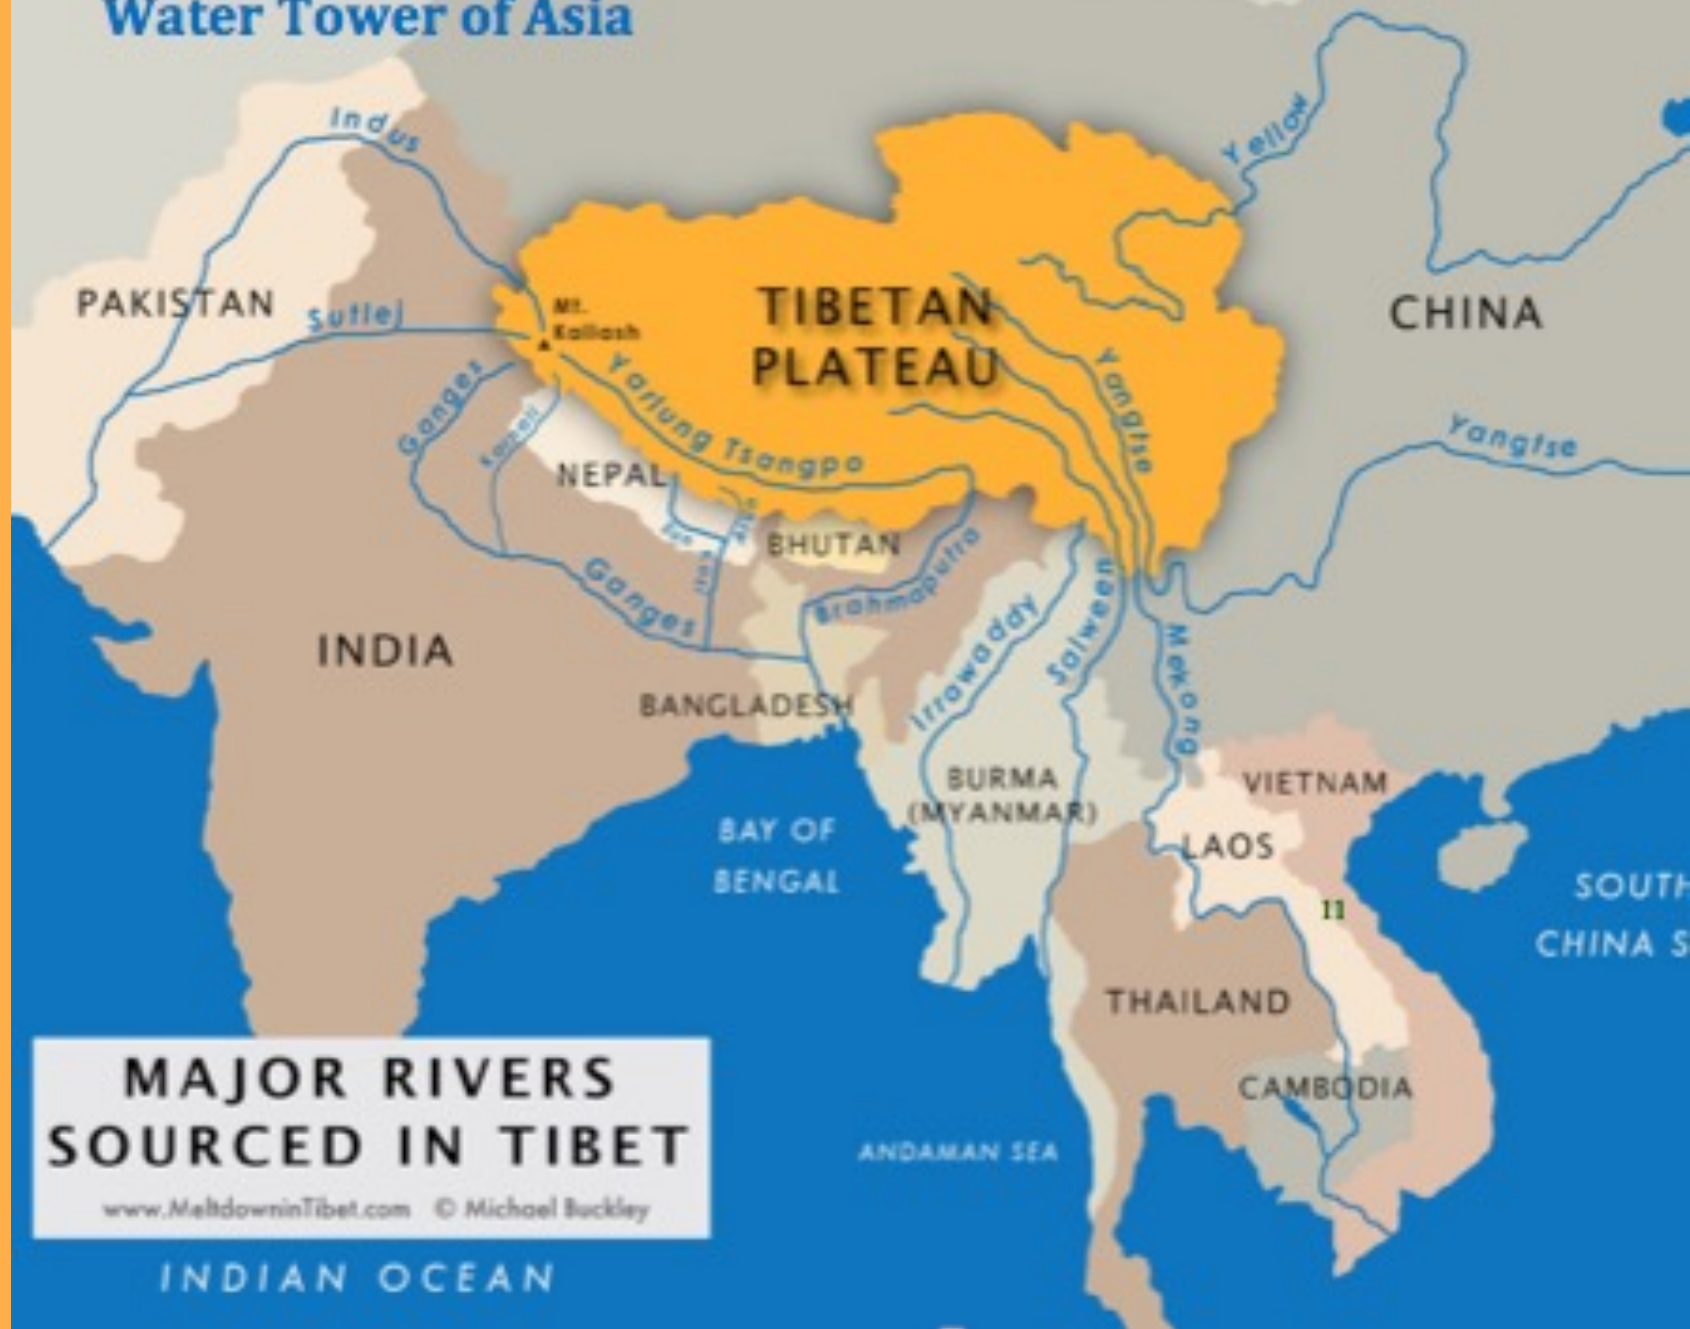 Water Tower of Asia
Indus
Yellow
PAKISTAN
Sutlej
Mt.
Kailash
TIBETAN
PLATEAU
CHINA
Ganges
Yarlung Tsangpo
Yangtse
Yangtse
NEPAL
BHUTAN
Ganges
Brahmaputra
INDIA
Irrawaddy
Salween
Mekong
BANGLADESH
BURMA
(MYANMAR)
VIETNAM
LAOS
BAY OF
BENGAL
SOUTH
CHINA S
11
THAILAND
CAMBODIA
ANDAMAN SEA
MAJOR RIVERS
SOURCED IN TIBET
www.MeltdowninTibet.com © Michael Buckley
INDIAN OCEAN